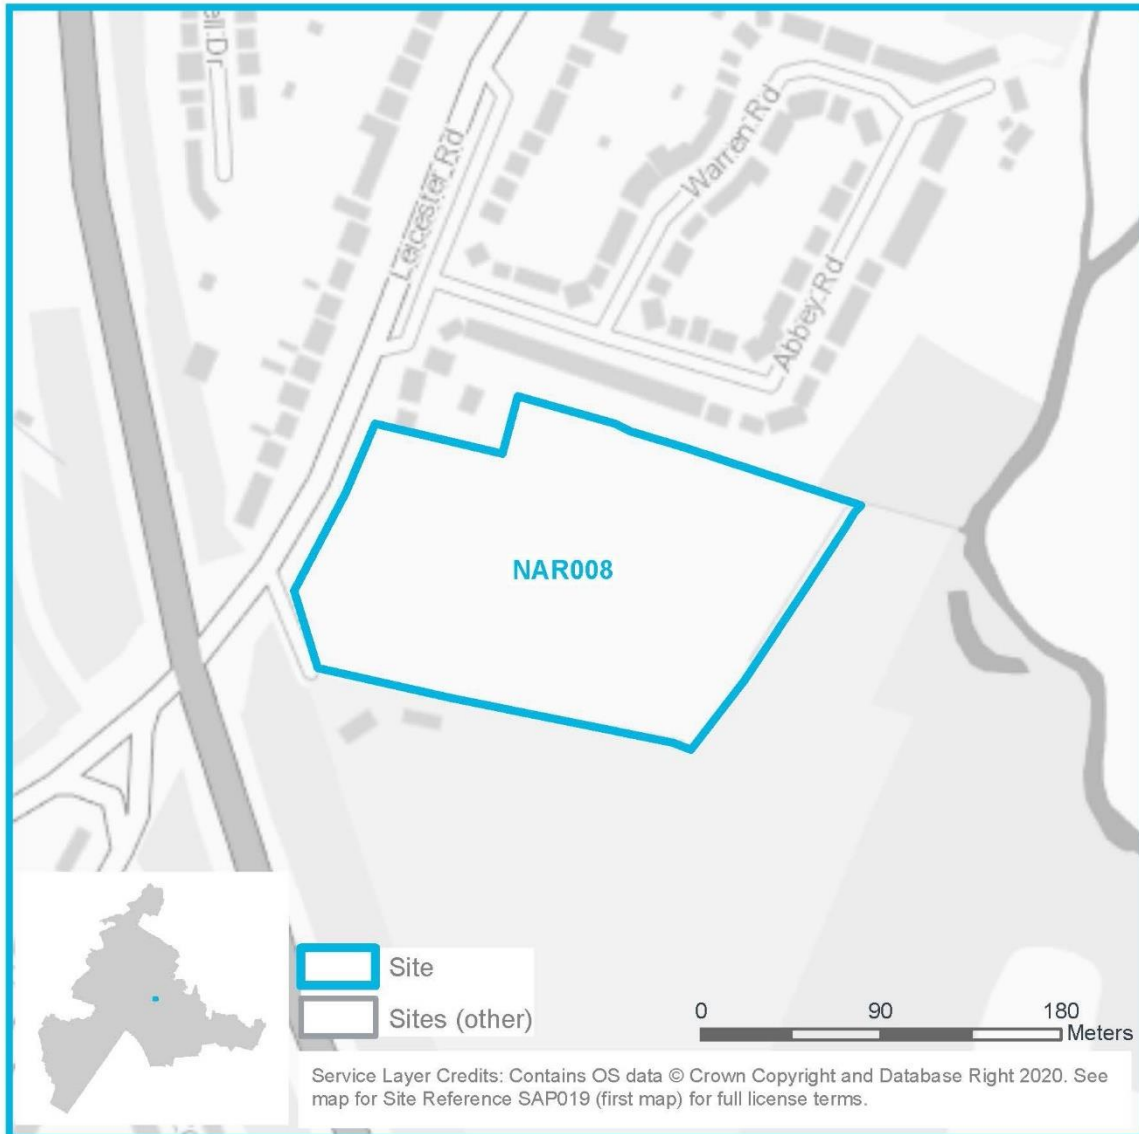 ell Dr
Leicester Rd
Warren Rd
Abbey Rd
NAR008
Site
Sites (other)
0 90 180
Meters
Service Layer Credits: Contains OS data © Crown Copyright and Database Right 2020. See
map for Site Reference SAP019 (first map) for full license terms.